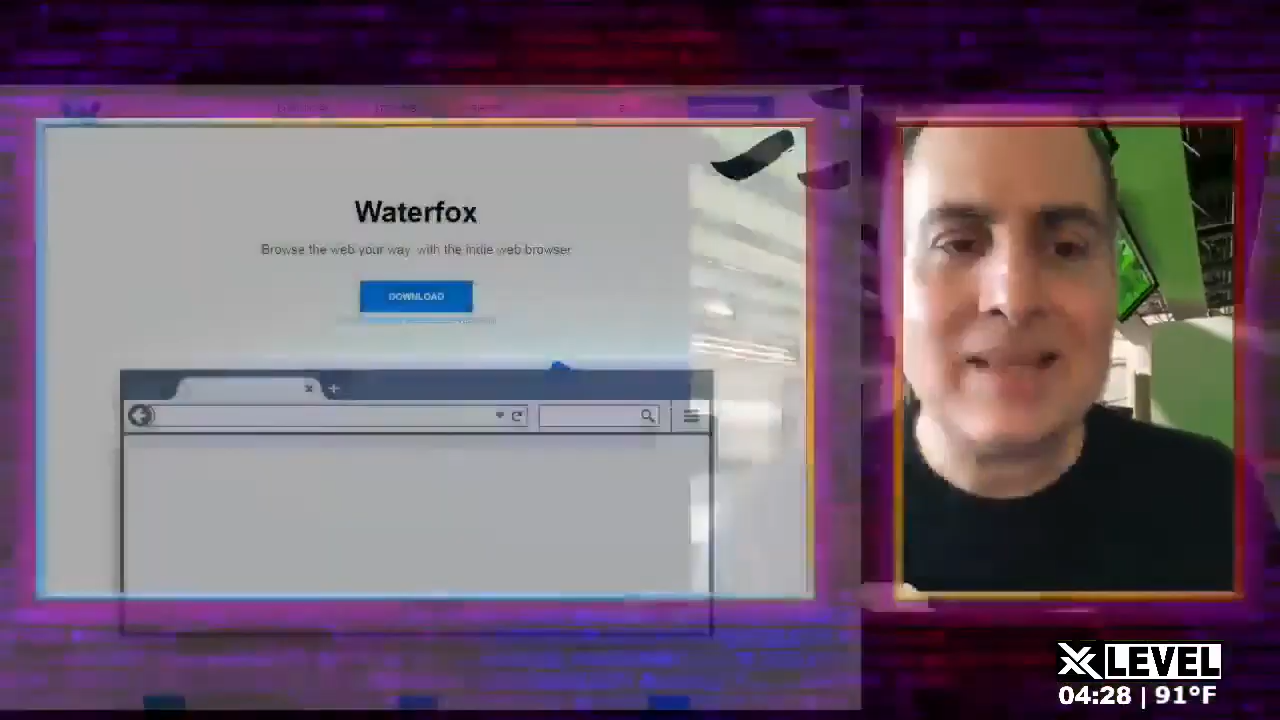 Waterfox
Browse the web your way, with the indie web browser
DOWNLOAD
X LEVEL
04:28 | 91°F